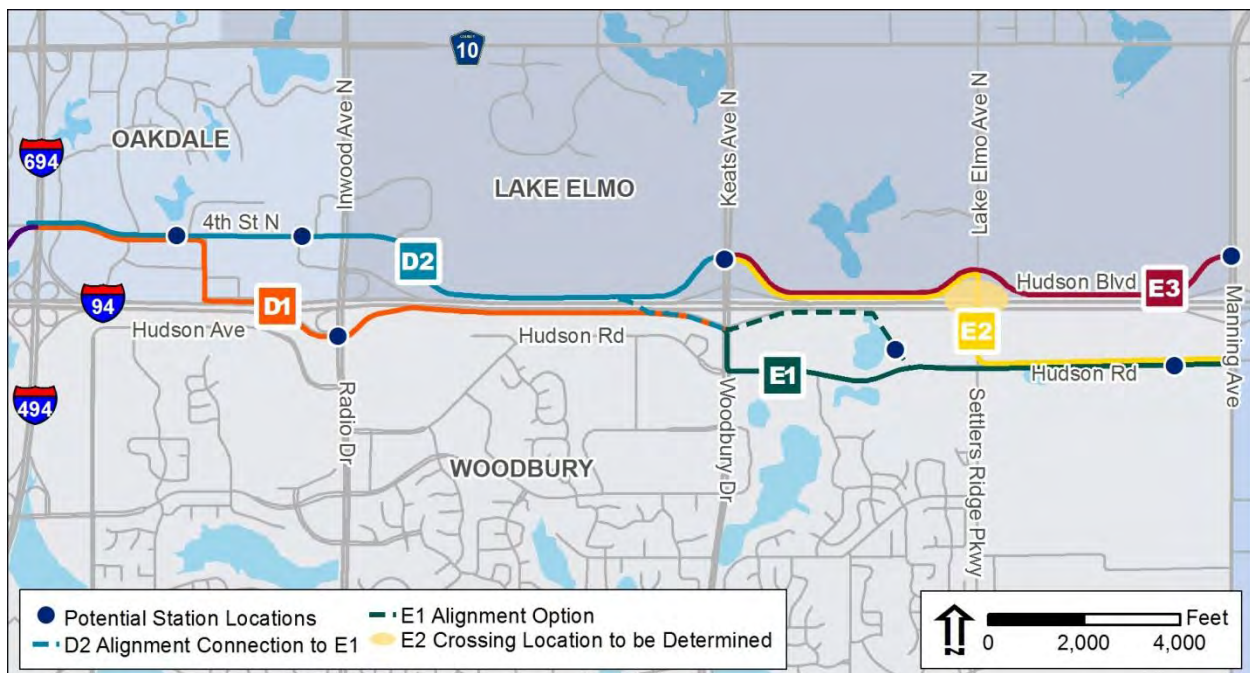 COUNTY
10
Inwood Ave N
Keats Ave N
Lake Elmo Ave N
OAKDALE
694
LAKE ELMO
4th St N
D2
Hudson Blvd
E3
94
D1
Hudson Ave
Hudson Rd
E2
Manning Ave
E1
Hudson Rd
494
Radio Dr
Woodbury Dr
Settlers Ridge Pkwy
WOODBURY
Potential Station Locations
E1 Alignment Option
D2 Alignment Connection to E1
E2 Crossing Location to be Determined
N
Feet
0 2,000 4,000